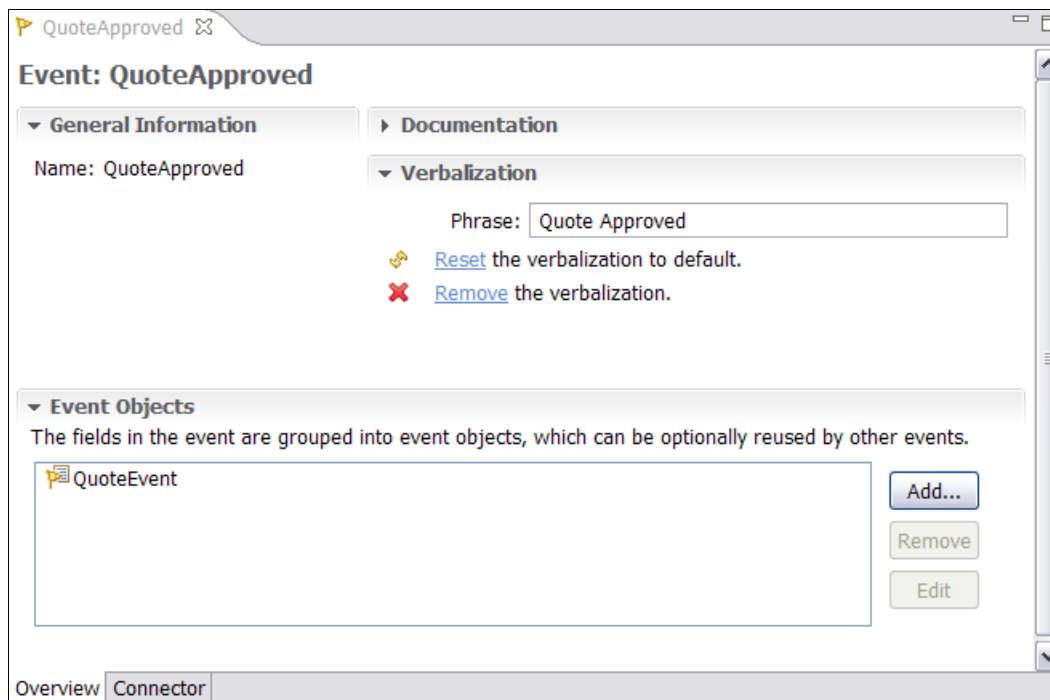 QuoteApproved
Event: QuoteApproved
General Information
Documentation
Name: QuoteApproved
Verbalization
Phrase: Quote Approved
Reset the verbalization to default.
Remove the verbalization.
Event Objects
The fields in the event are grouped into event objects, which can be optionally reused by other events.
QuoteEvent
Add...
Remove
Edit
Overview Connector